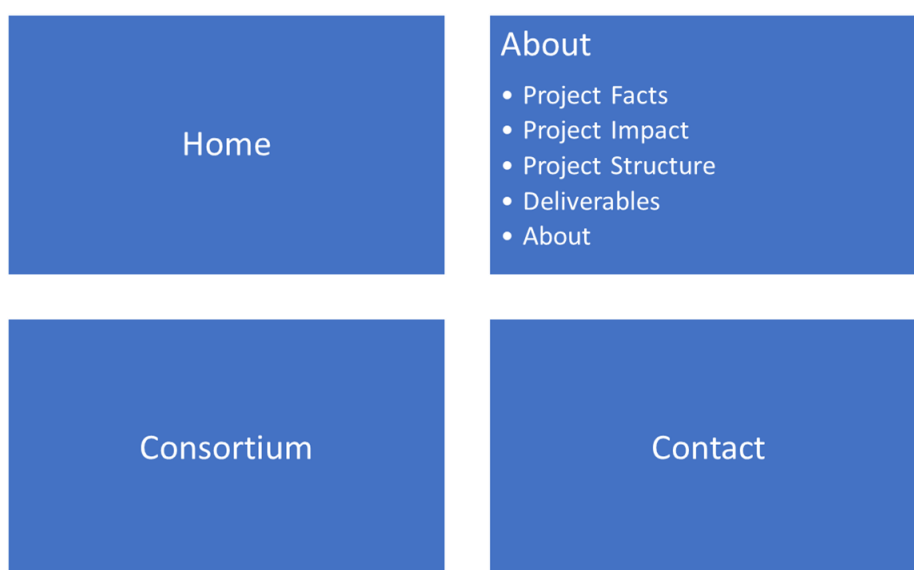 Home
About
• Project Facts
• Project Impact
• Project Structure
• Deliverables
• About
Consortium
Contact